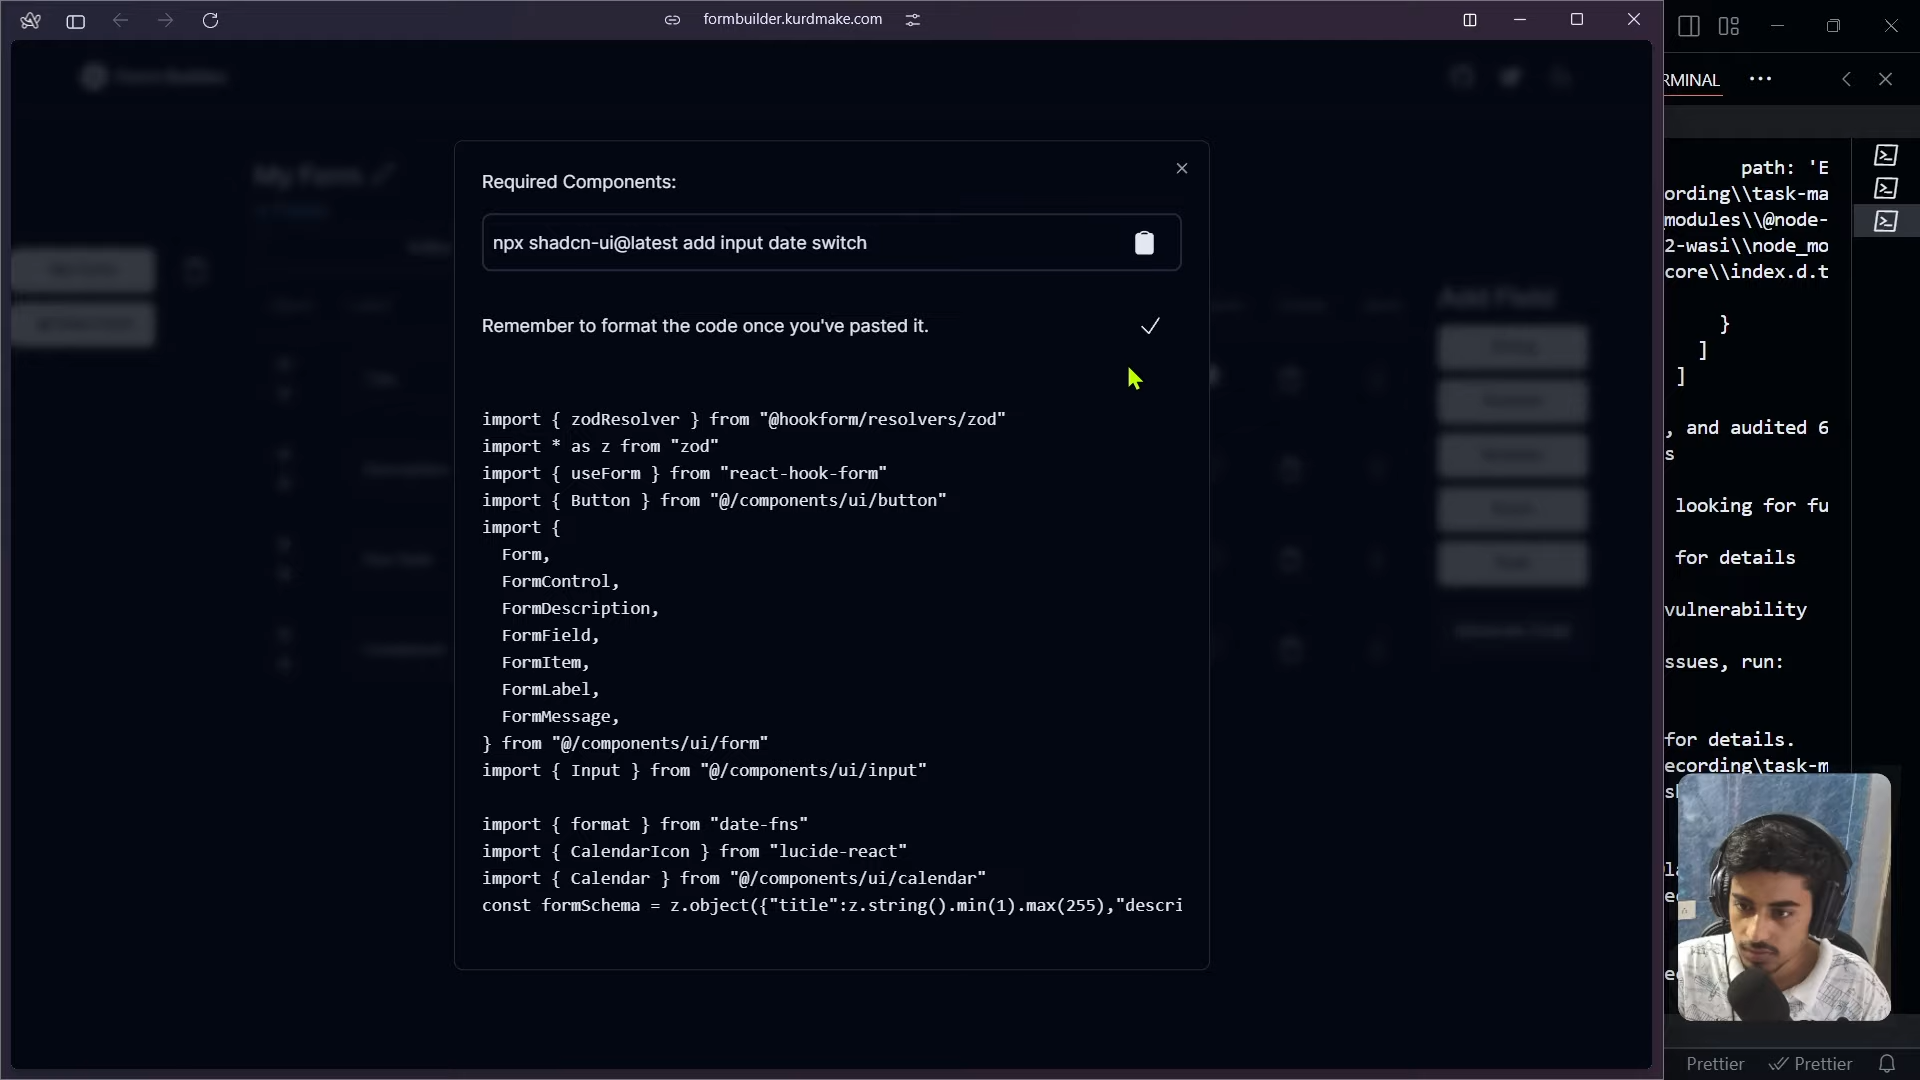 formbuilder.kurdmake.com
RMINAL
Required Components:
npx shadcn-ui@latest add input date switch
Remember to format the code once you've pasted it.
import { zodResolver } from "@hookform/resolvers/zod"
import * as z from "zod"
import { useForm } from "react-hook-form"
import { Button } from "@/components/ui/button"
import {
Form,
FormControl,
FormDescription,
FormField,
FormItem,
FormLabel,
FormMessage,
} from "@/components/ui/form"
import { Input } from "@/components/ui/input"
import { format } from "date-fns"
import { CalendarIcon } from "lucide-react"
import { Calendar } from "@/components/ui/calendar"
const formSchema = z.object({"title":z.string().min(1).max(255),"descri
My Form
Add Field
path: 'E
ording\\task-ma
modules\\@node-
2-wasi\\node_mo
core\\index.d.t
}
]
]
, and audited 6
s
looking for fu
for details
vulnerability
ssues, run:
for details.
ecording\task-m
Prettier
Prettier